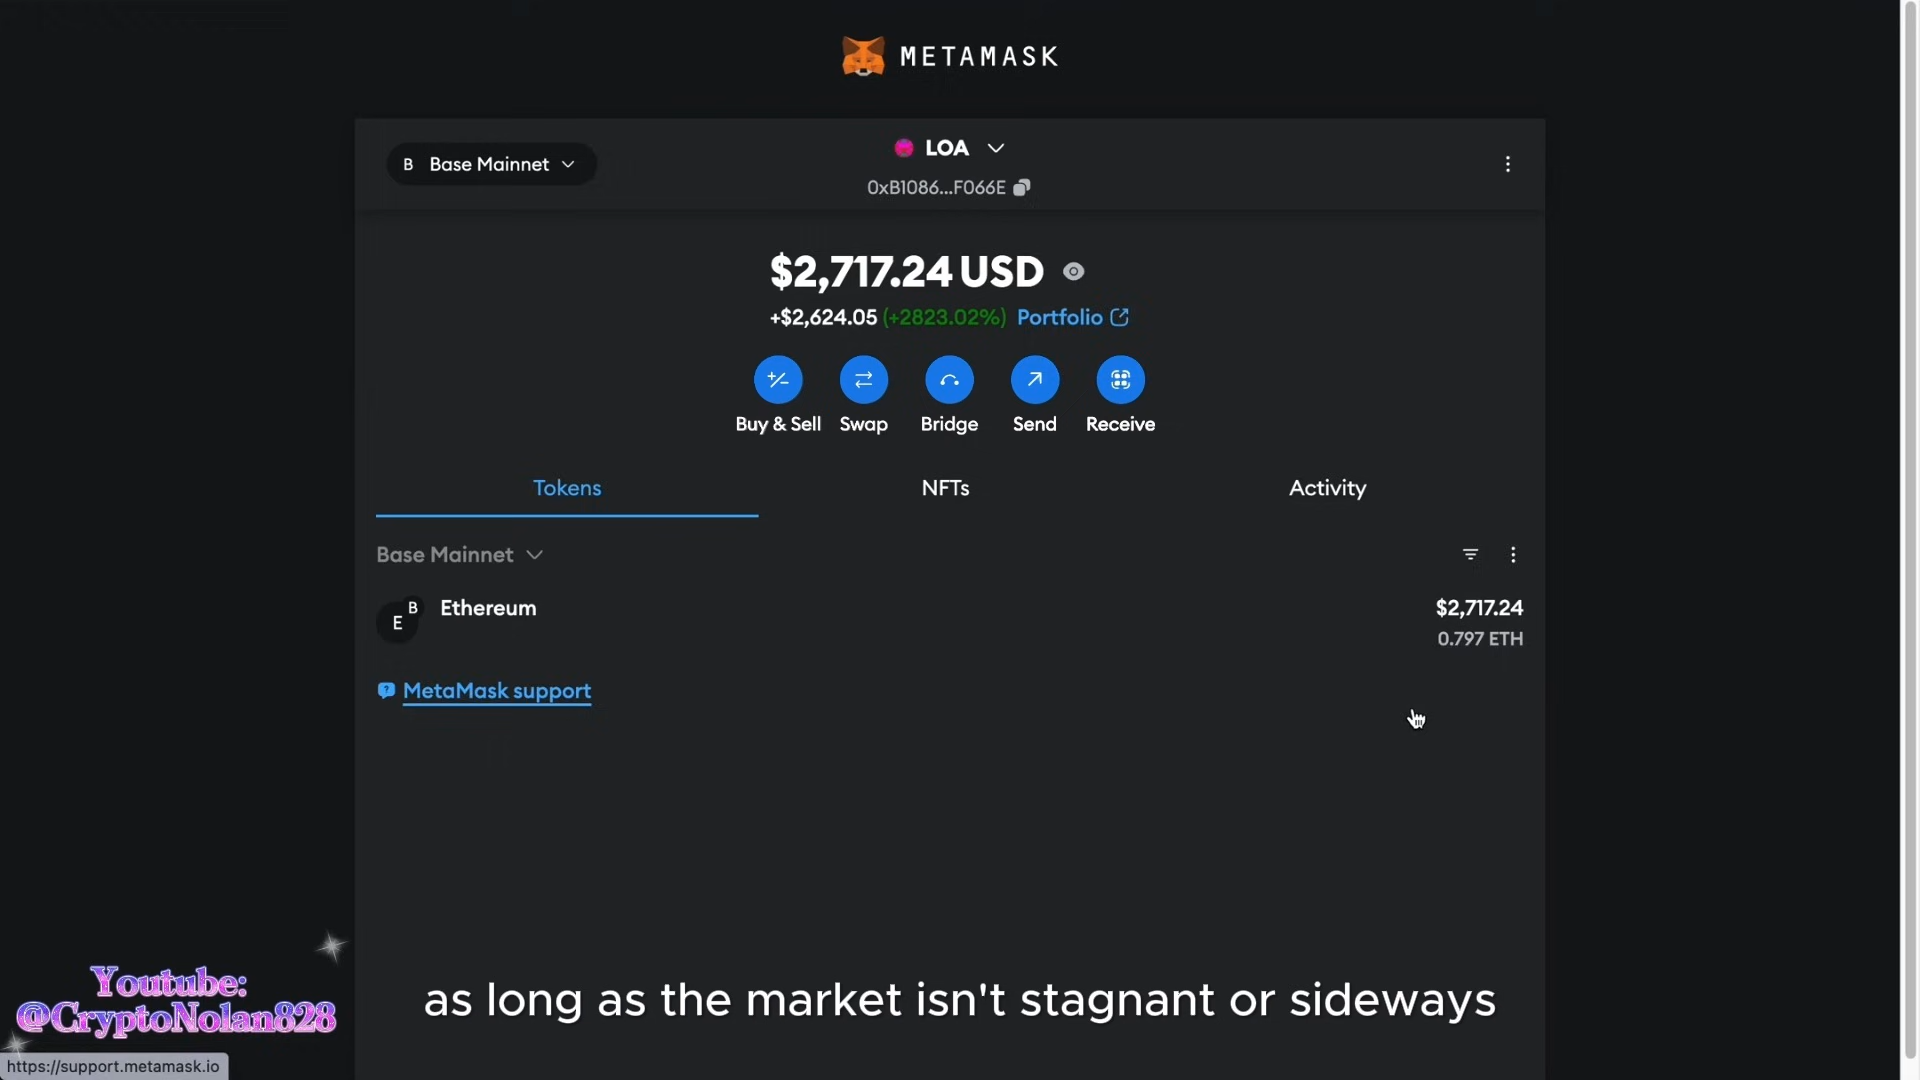 METAMASK
B Base Mainnet
LOA
0xB1086...F066E
$2,717.24 USD
+$2,624.05 (+2823.02%) Portfolio
Buy & Sell Swap Bridge Send Receive
Tokens NFTs Activity
Base Mainnet
E B Ethereum $2,717.24
0.797 ETH
MetaMask support
Youtube:
@CryptoNolan828
as long as the market isn't stagnant or sideways
https://support.metamask.io